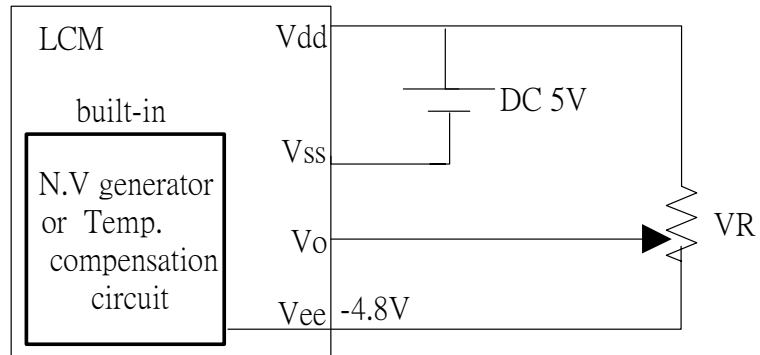 LCM
Vdd
built-in
DC 5V
Vss
N.V generator
or Temp.
compensation
circuit
VR
Vo
Vee
-4.8V